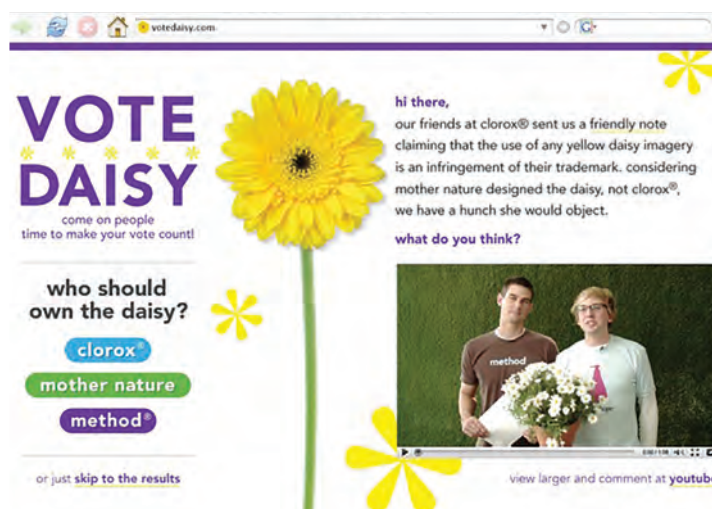 votedaisy.com
VOTE
DAISY
come on people
time to make your vote count!
who should
own the daisy?
clorox®
mother nature
method®
or just skip to the results
hi there,
our friends at clorox® sent us a friendly note
claiming that the use of any yellow daisy imagery
is an infringement of their trademark. considering
mother nature designed the daisy, not clorox®,
we have a hunch she would object.
what do you think?
method
view larger and comment at youtube